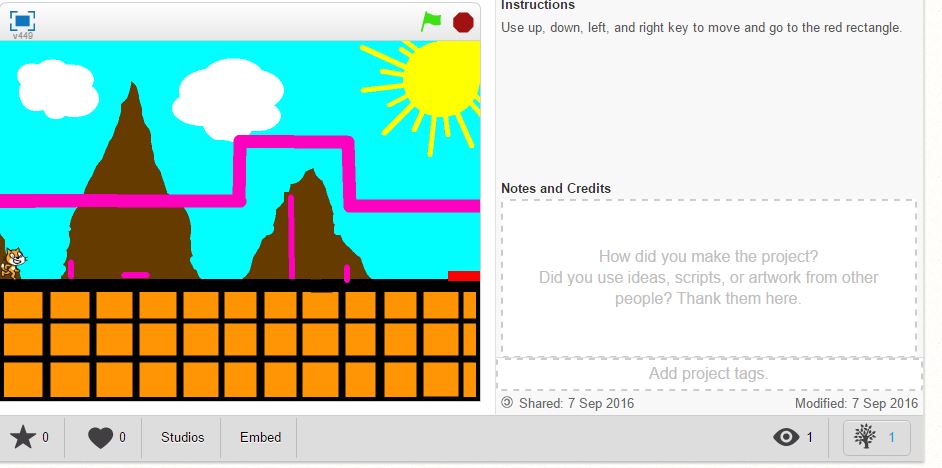 Instructions
v449
Use up, down, left, and right key to move and go to the red rectangle.
Notes and Credits
How did you make the project?
Did you use ideas, scripts, or artwork from other
people? Thank them here.
Add project tags.
Shared: 7 Sep 2016 Modified: 7 Sep 2016
0 0 Studios Embed 1 1